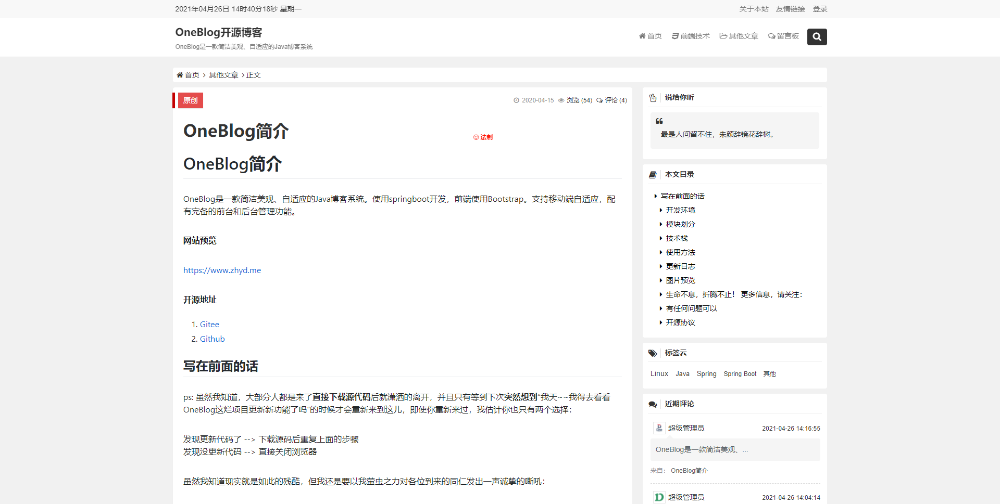 2021年04月26日 14时40分18秒 星期一
关于本站 友情链接 登录
OneBlog开源博客
OneBlog是一款简洁美观、自适应的Java博客系统
首页 前端技术 其他文章 留言板
首页 其他文章 正文
原创
2020-04-15 浏览 (54) 评论 (4)
OneBlog简介
法制
OneBlog简介
OneBlog是一款简洁美观、自适应的Java博客系统。使用springboot开发，前端使用Bootstrap。支持移动端自适应，配
有完备的前台和后台管理功能。
网站预览
https://www.zhyd.me
开源地址
1. Gitee
2. Github
写在前面的话
ps: 虽然我知道，大部分人都是来了直接下载源代码后就潇洒的离开，并且只有等到下次突然想到“我天~~我得去看看
OneBlog这烂项目更新新功能了吗”的时候才会重新来到这儿，即使你重新来过，我估计你也只有两个选择：
发现更新代码了 --> 下载源码后重复上面的步骤
发现没更新代码 --> 直接关闭浏览器
虽然我知道现实就是如此的残酷，但我还是要以我萤虫之力对各位到来的同仁发出一声诚挚的嘶吼：
说给你听
最是人间留不住，朱颜辞镜花辞树。
本文目录
写在前面的话
开发环境
模块划分
技术栈
使用方法
更新日志
图片预览
生命不息，折腾不止！ 更多信息，请关注：
有任何问题可以
开源协议
标签云
Linux Java Spring Spring Boot 其他
近期评论
超级管理员 2021-04-26 14:16:55
OneBlog是一款简洁美观、...
来自： OneBlog简介
超级管理员 2021-04-26 14:04:14